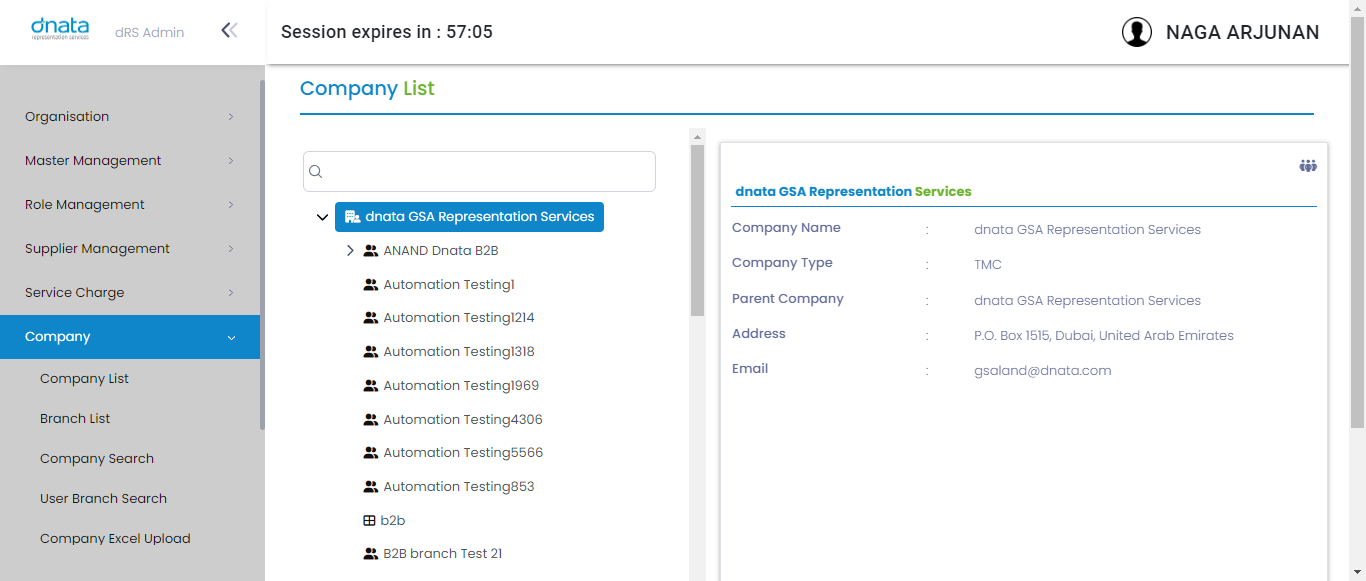 dnata
representation services
dRS Admin
Session expires in : 57:05
NAGA ARJUNAN
Organisation
Master Management
Role Management
Supplier Management
Service Charge
Company
Company List
Branch List
Company Search
User Branch Search
Company Excel Upload
Company List
dnata GSA Representation Services
ANAND Dnata B2B
Automation Testing1
Automation Testing1214
Automation Testing1318
Automation Testing1969
Automation Testing4306
Automation Testing5566
Automation Testing853
b2b
B2B branch Test 21
dnata GSA Representation Services
Company Name : dnata GSA Representation Services
Company Type : TMC
Parent Company : dnata GSA Representation Services
Address : P.O. Box 1515, Dubai, United Arab Emirates
Email : gsaland@dnata.com